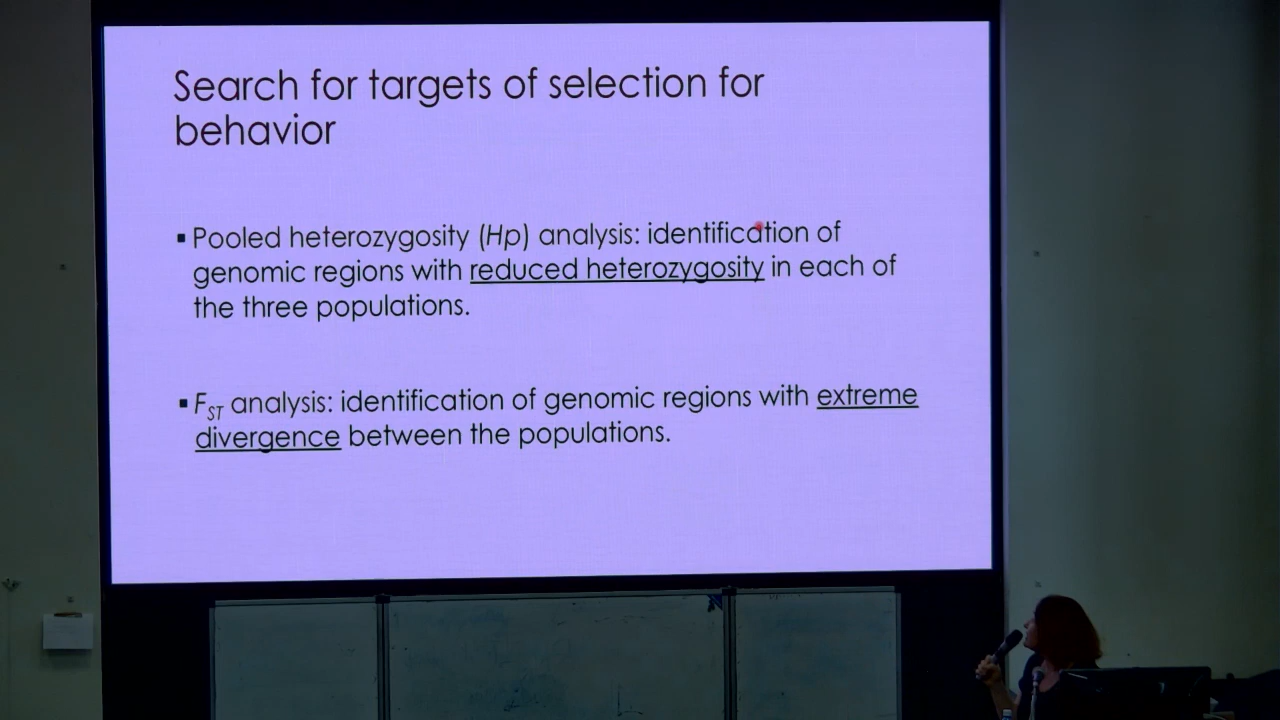 Search for targets of selection for
behavior
▪ Pooled heterozygosity (Hp) analysis: identification of
genomic regions with reduced heterozygosity in each of
the three populations.
▪ FST analysis: identification of genomic regions with extreme
divergence between the populations.